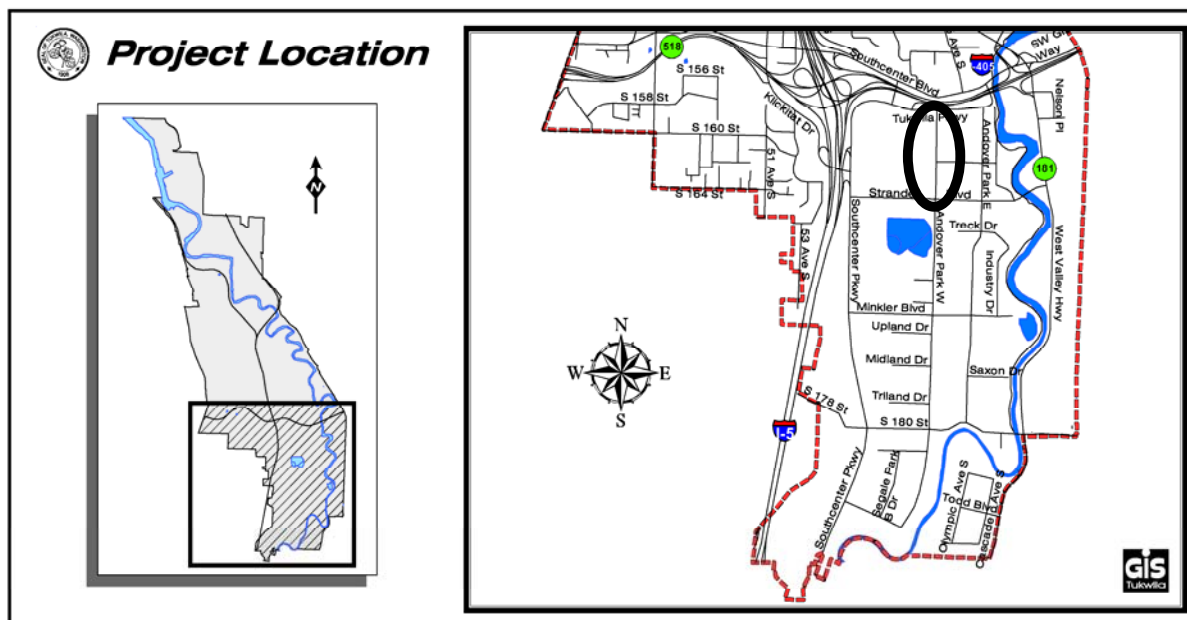 Project Location
N
518
S 156 St
S 158 St
S 160 St
S 164 St
Klickitat Dr
51 Ave S
53 Ave S
Southcenter Blvd
Ave S
I-405
SW G
Way
Nelson Pl
Tukwila Pkwy
Andover Park E
181
Strander Blvd
Treck Dr
Southcenter Pkwy
Andover Park W
Industry Dr
West Valley Hwy
Minkler Blvd
Upland Dr
Midland Dr
Saxon Dr
Triland Dr
S 178 St
S 180 St
I-5
N
W
E
S
Southcenter Pkwy
Segale Park
B Dr
Olympic Ave S
Todd Blvd
Cascade Ave S
GIS
Tukwila